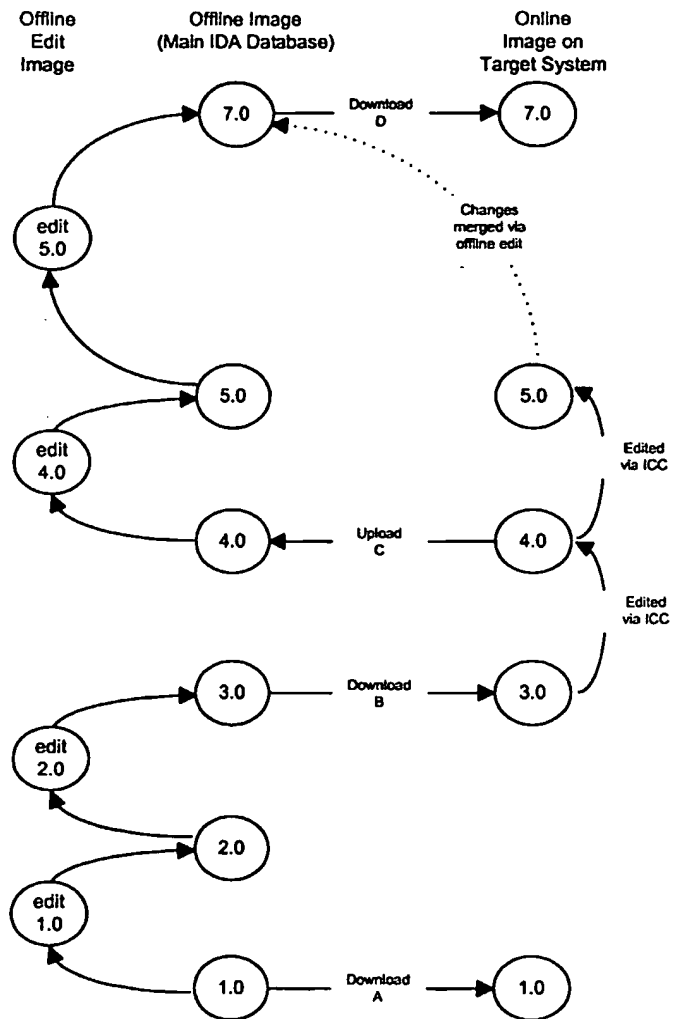 Offline
Edit
Image
Offline Image
(Main IDA Database)
Online
Image on
Target System
7.0
Download
D
7.0
Changes
merged via
offline edit
edit
5.0
5.0
5.0
Edited
via ICC
edit
4.0
4.0
Upload
C
4.0
Edited
via ICC
3.0
Download
B
3.0
edit
2.0
2.0
edit
1.0
1.0
Download
A
1.0